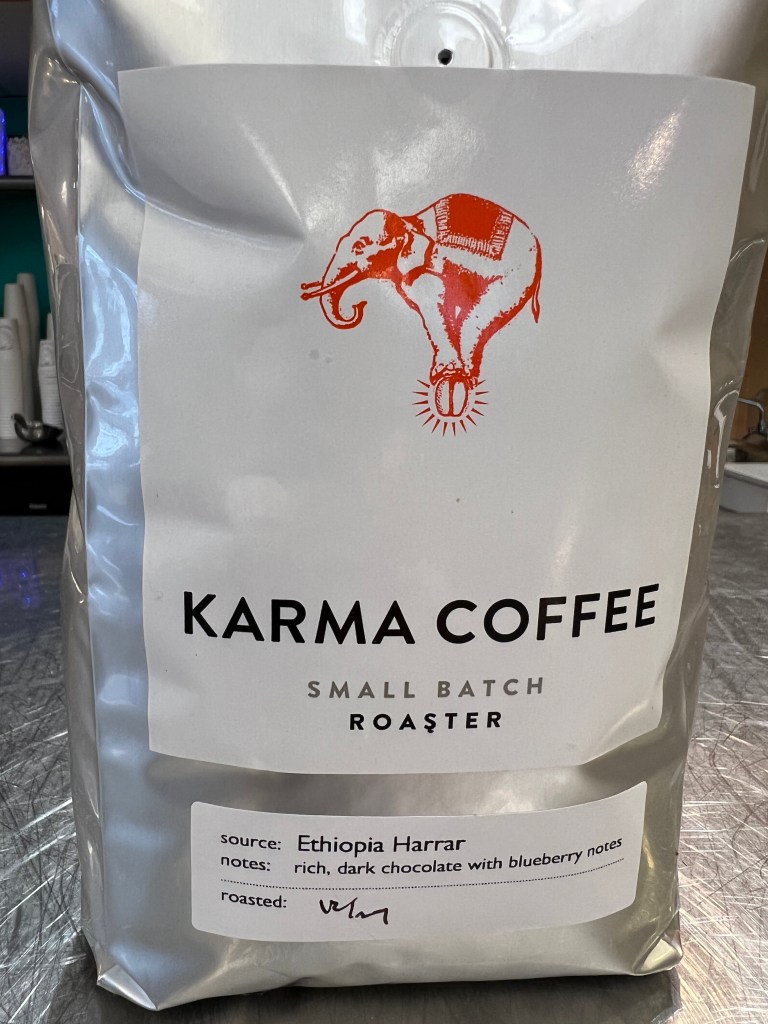 KARMA COFFEE
SMALL BATCH
ROAŞTER
source: Ethiopia Harrar
notes: rich, dark chocolate with blueberry notes
roasted: